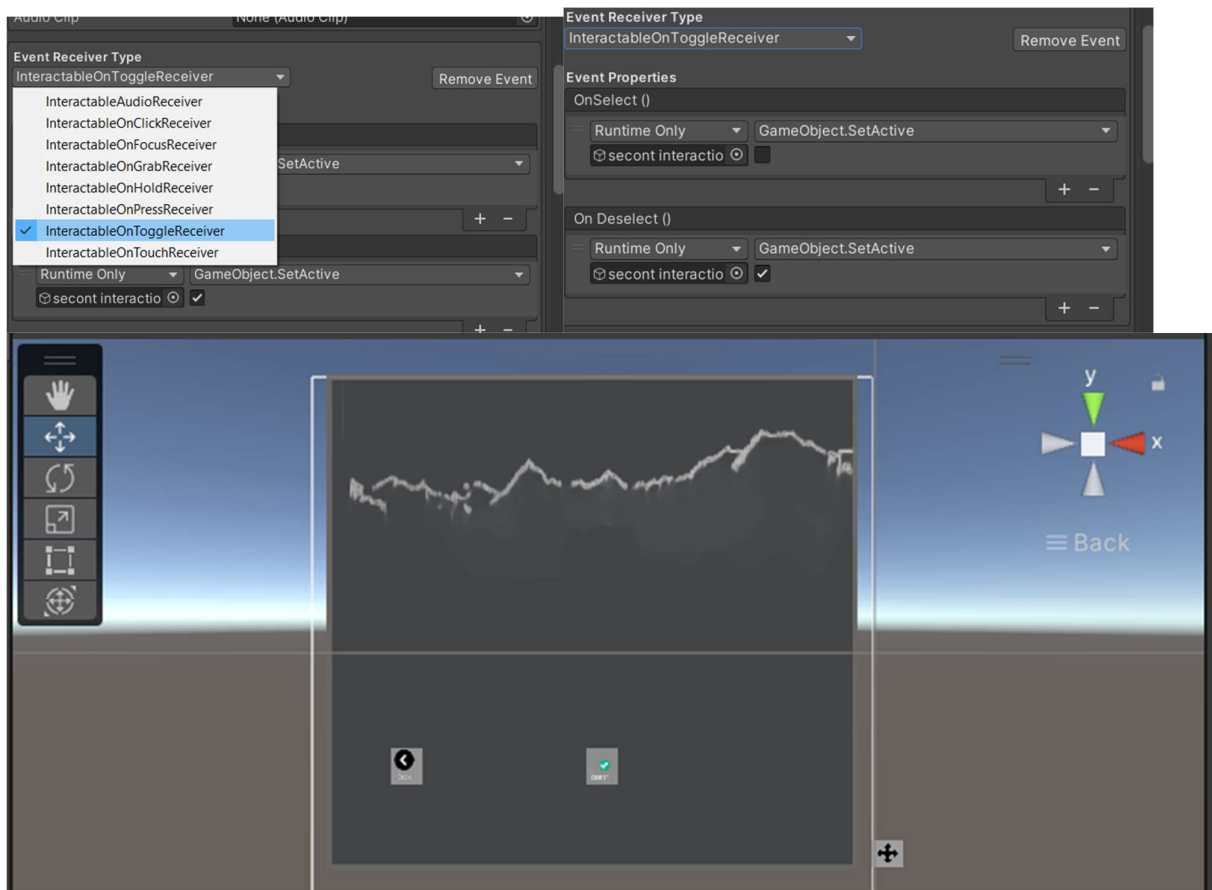 Audio Clip
None (Audio Clip)
Event Receiver Type
InteractableOnToggleReceiver
Remove Event
InteractableAudioReceiver
InteractableOnClickReceiver
InteractableOnFocusReceiver
InteractableOnGrabReceiver
InteractableOnHoldReceiver
InteractableOnPressReceiver
InteractableOnToggleReceiver
InteractableOnTouchReceiver
SetActive
+ −
Runtime Only
GameObject.SetActive
secont interactio
+ −
Event Receiver Type
InteractableOnToggleReceiver
Remove Event
Event Properties
OnSelect ()
Runtime Only
GameObject.SetActive
secont interactio
+ −
On Deselect ()
Runtime Only
GameObject.SetActive
secont interactio
+ −
y
x
Back